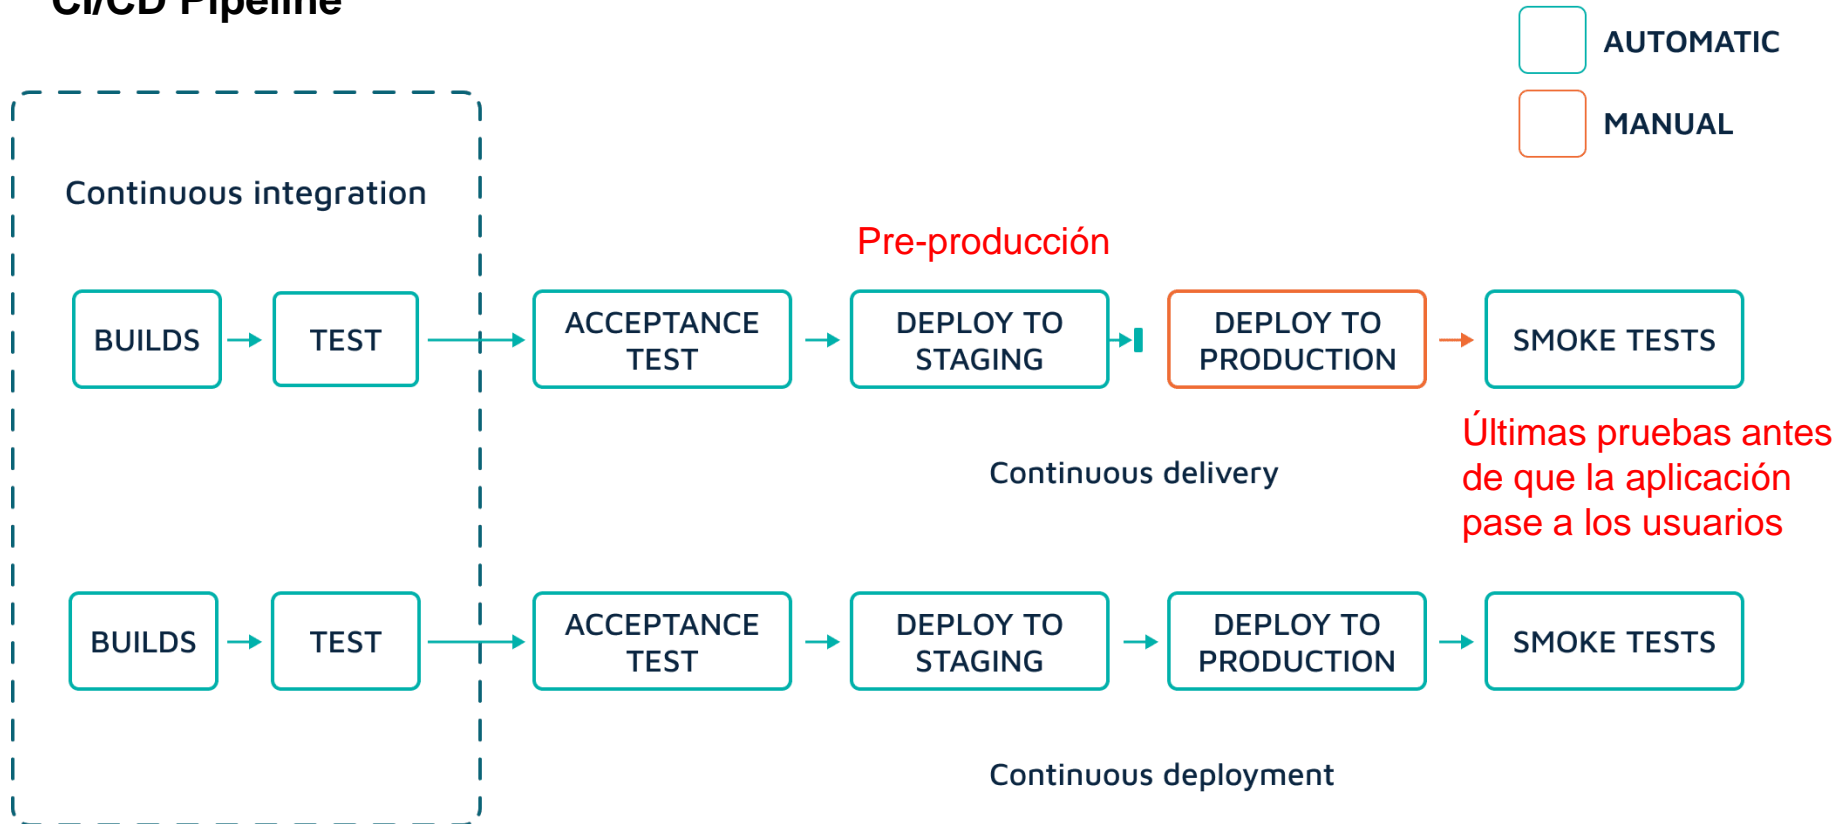 CI/CD Pipeline
AUTOMATIC
MANUAL
Continuous integration
Pre-producción
BUILDS
TEST
ACCEPTANCE
TEST
DEPLOY TO
STAGING
DEPLOY TO
PRODUCTION
SMOKE TESTS
Últimas pruebas antes
de que la aplicación
pase a los usuarios
Continuous delivery
BUILDS
TEST
ACCEPTANCE
TEST
DEPLOY TO
STAGING
DEPLOY TO
PRODUCTION
SMOKE TESTS
Continuous deployment